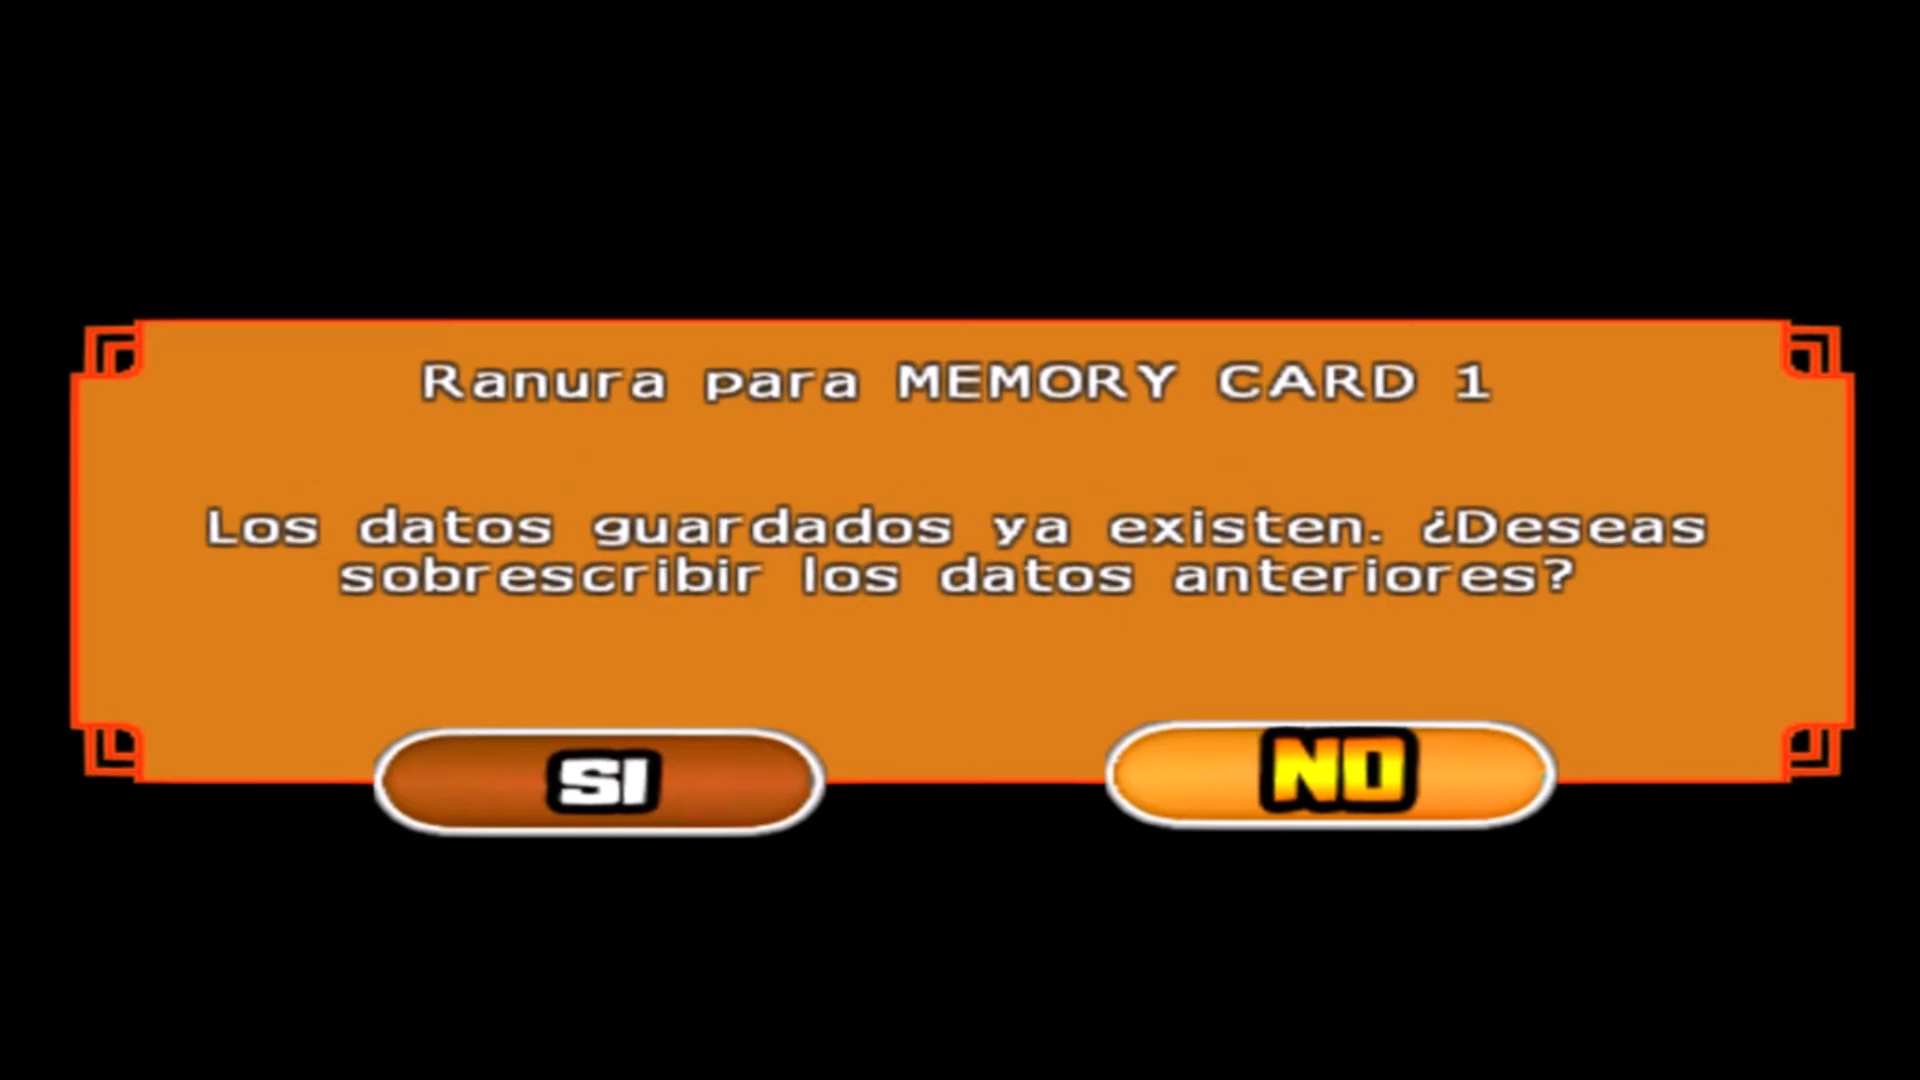 Ranura para MEMORY CARD 1
Los datos guardados ya existen. ¿Deseas
sobrescribir los datos anteriores?
SI
NO